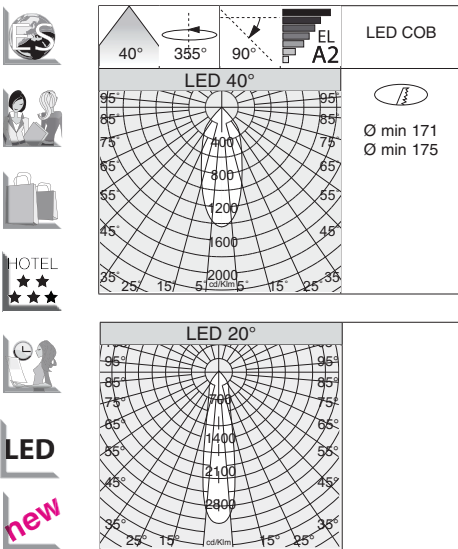 ES
40°
355°
90°
EL
A2
LED COB
LED 40°
95° 95°
85° 85°
75° 75°
65° 65°
55° 55°
45° 45°
35° 35°
25° 15° 5° 5° 15° 25°
400
800
1200
1600
2000
cd/Klm
Ø min 171
Ø min 175
HOTEL
LED 20°
95° 95°
85° 85°
75° 75°
65° 65°
55° 55°
45° 45°
35° 35°
25° 15° 15° 25°
700
1400
2100
2800
cd/Klm
LED
new